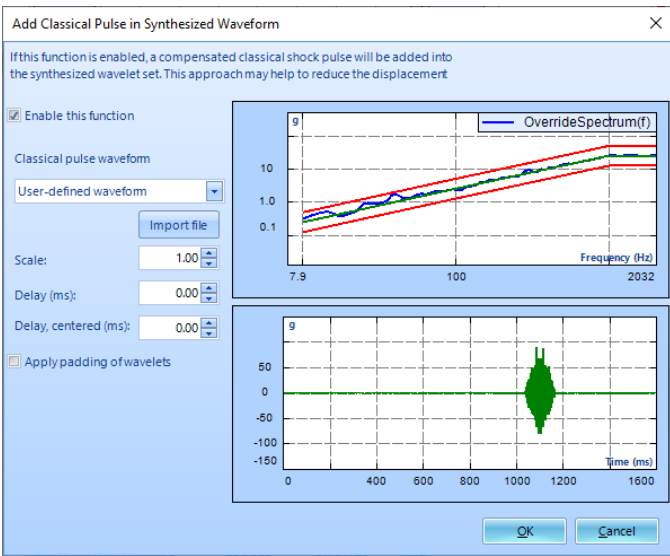 Add Classical Pulse in Synthesized Waveform
If this function is enabled, a compensated classical shock pulse will be added into
the synthesized wavelet set. This approach may help to reduce the displacement
Enable this function
Classical pulse waveform
User-defined waveform
Import file
Scale: 1.00
Delay (ms): 0.00
Delay, centered (ms): 0.00
Apply padding of wavelets
g
OverrideSpectrum(f)
10
1.0
0.1
Frequency (Hz)
7.9 100 2032
g
50
0
-50
-100
-150
Time (ms)
0 400 600 800 1000 1200 1600
OK Cancel